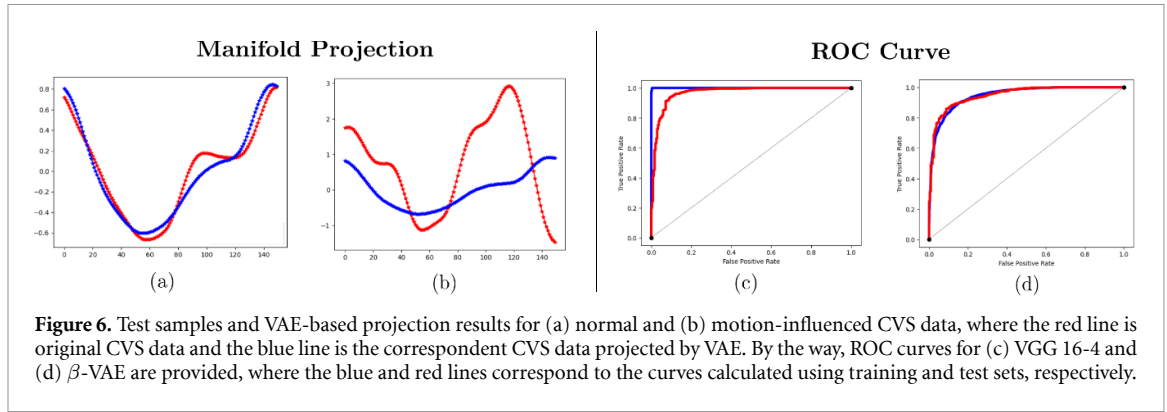 Manifold Projection
ROC Curve
0.8
0.6
0.4
0.2
0.0
−0.2
−0.4
−0.6
0 20 40 60 80 100 120 140
(a)
3
2
1
0
−1
0 20 40 60 80 100 120 140
(b)
True Positive Rate
1.0
0.8
0.6
0.4
0.2
0.0
0.0 0.2 0.4 0.6 0.8 1.0
False Positive Rate
(c)
True Positive Rate
1.0
0.8
0.6
0.4
0.2
0.0
0.0 0.2 0.4 0.6 0.8 1.0
False Positive Rate
(d)
Figure 6. Test samples and VAE-based projection results for (a) normal and (b) motion-influenced CVS data, where the red line is
original CVS data and the blue line is the correspondent CVS data projected by VAE. By the way, ROC curves for (c) VGG 16-4 and
(d) β-VAE are provided, where the blue and red lines correspond to the curves calculated using training and test sets, respectively.